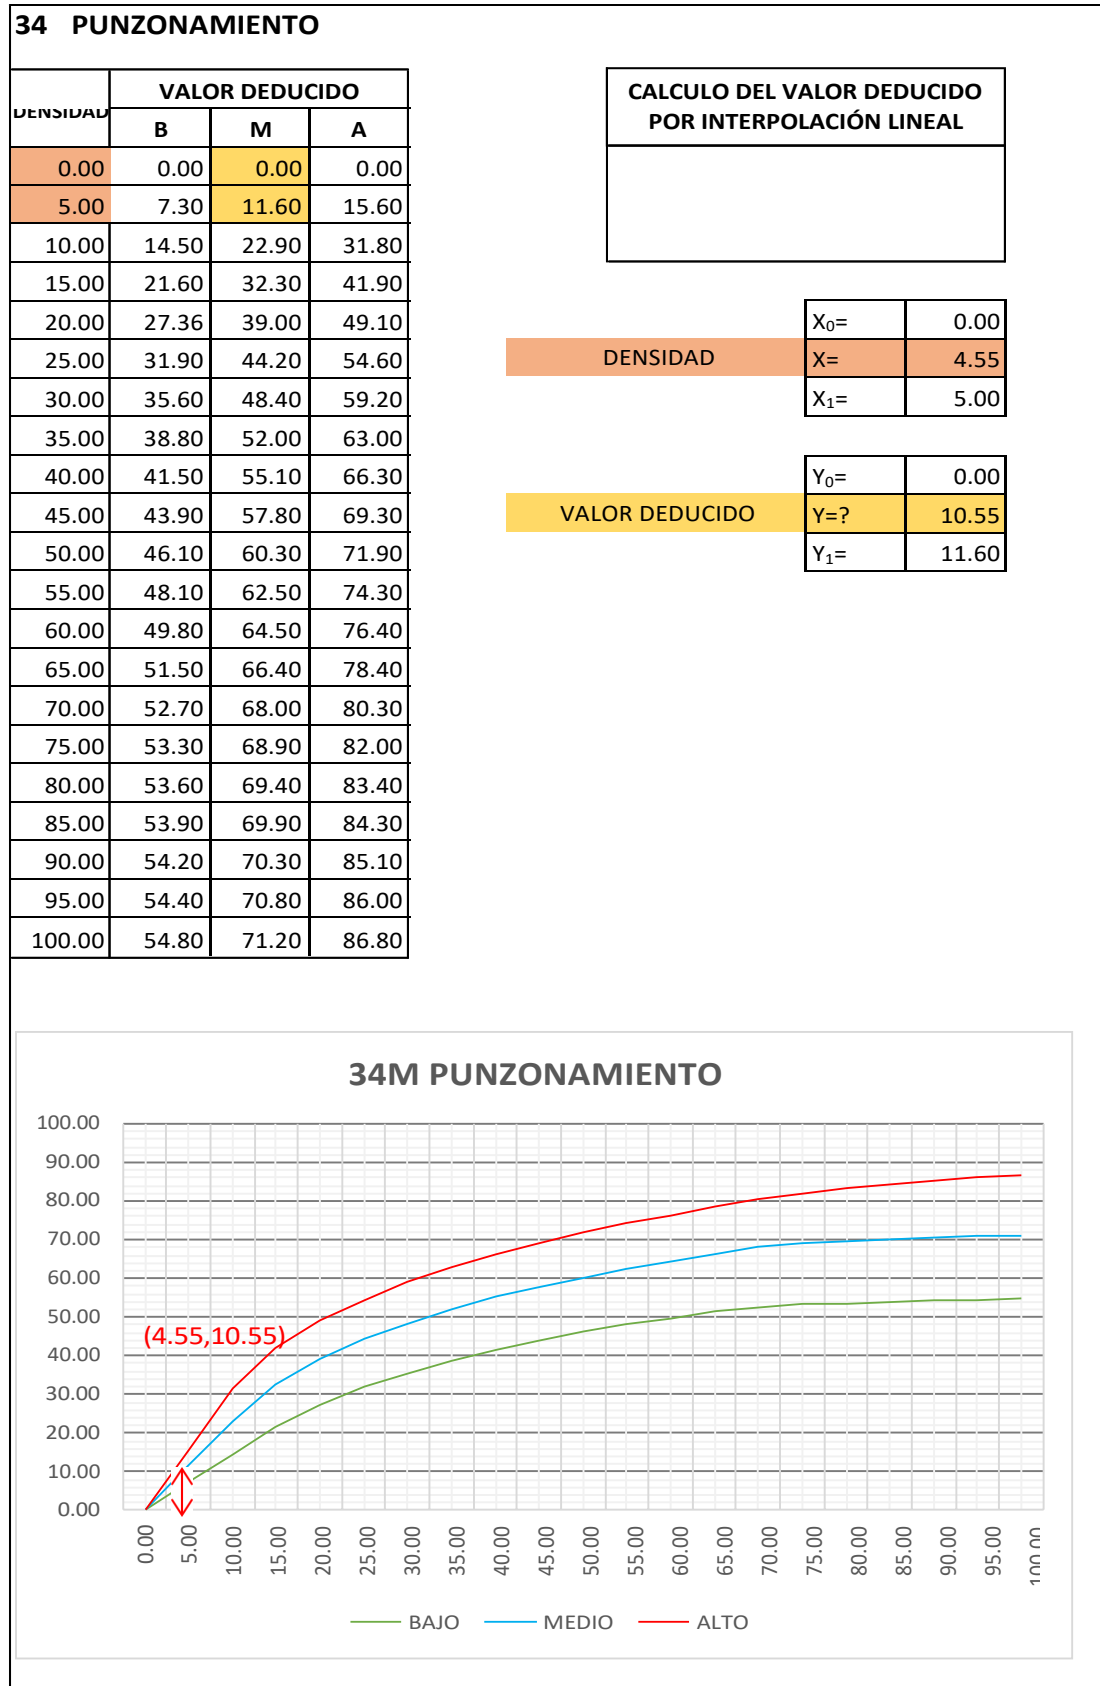 34 PUNZONAMIENTO
DENSIDAD
VALOR DEDUCIDO
B M A
0.00 0.00 0.00 0.00
5.00 7.30 11.60 15.60
10.00 14.50 22.90 31.80
15.00 21.60 32.30 41.90
20.00 27.36 39.00 49.10
25.00 31.90 44.20 54.60
30.00 35.60 48.40 59.20
35.00 38.80 52.00 63.00
40.00 41.50 55.10 66.30
45.00 43.90 57.80 69.30
50.00 46.10 60.30 71.90
55.00 48.10 62.50 74.30
60.00 49.80 64.50 76.40
65.00 51.50 66.40 78.40
70.00 52.70 68.00 80.30
75.00 53.30 68.90 82.00
80.00 53.60 69.40 83.40
85.00 53.90 69.90 84.30
90.00 54.20 70.30 85.10
95.00 54.40 70.80 86.00
100.00 54.80 71.20 86.80
CALCULO DEL VALOR DEDUCIDO
POR INTERPOLACIÓN LINEAL
X₀= 0.00
DENSIDAD X= 4.55
X₁= 5.00
Y₀= 0.00
VALOR DEDUCIDO Y=? 10.55
Y₁= 11.60
34M PUNZONAMIENTO
100.00
90.00
80.00
70.00
60.00
50.00
40.00
30.00
20.00
10.00
0.00
(4.55,10.55)
0.00 5.00 10.00 15.00 20.00 25.00 30.00 35.00 40.00 45.00 50.00 55.00 60.00 65.00 70.00 75.00 80.00 85.00 90.00 95.00 100.00
BAJO MEDIO ALTO